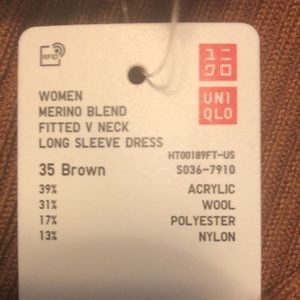 RFID
ユニ
クロ
UNI
QLO
WOMEN
MERINO BLEND
FITTED V NECK
LONG SLEEVE DRESS
HT00189FT-US
35 Brown S036-7910
39% ACRYLIC
31% WOOL
17% POLYESTER
13% NYLON